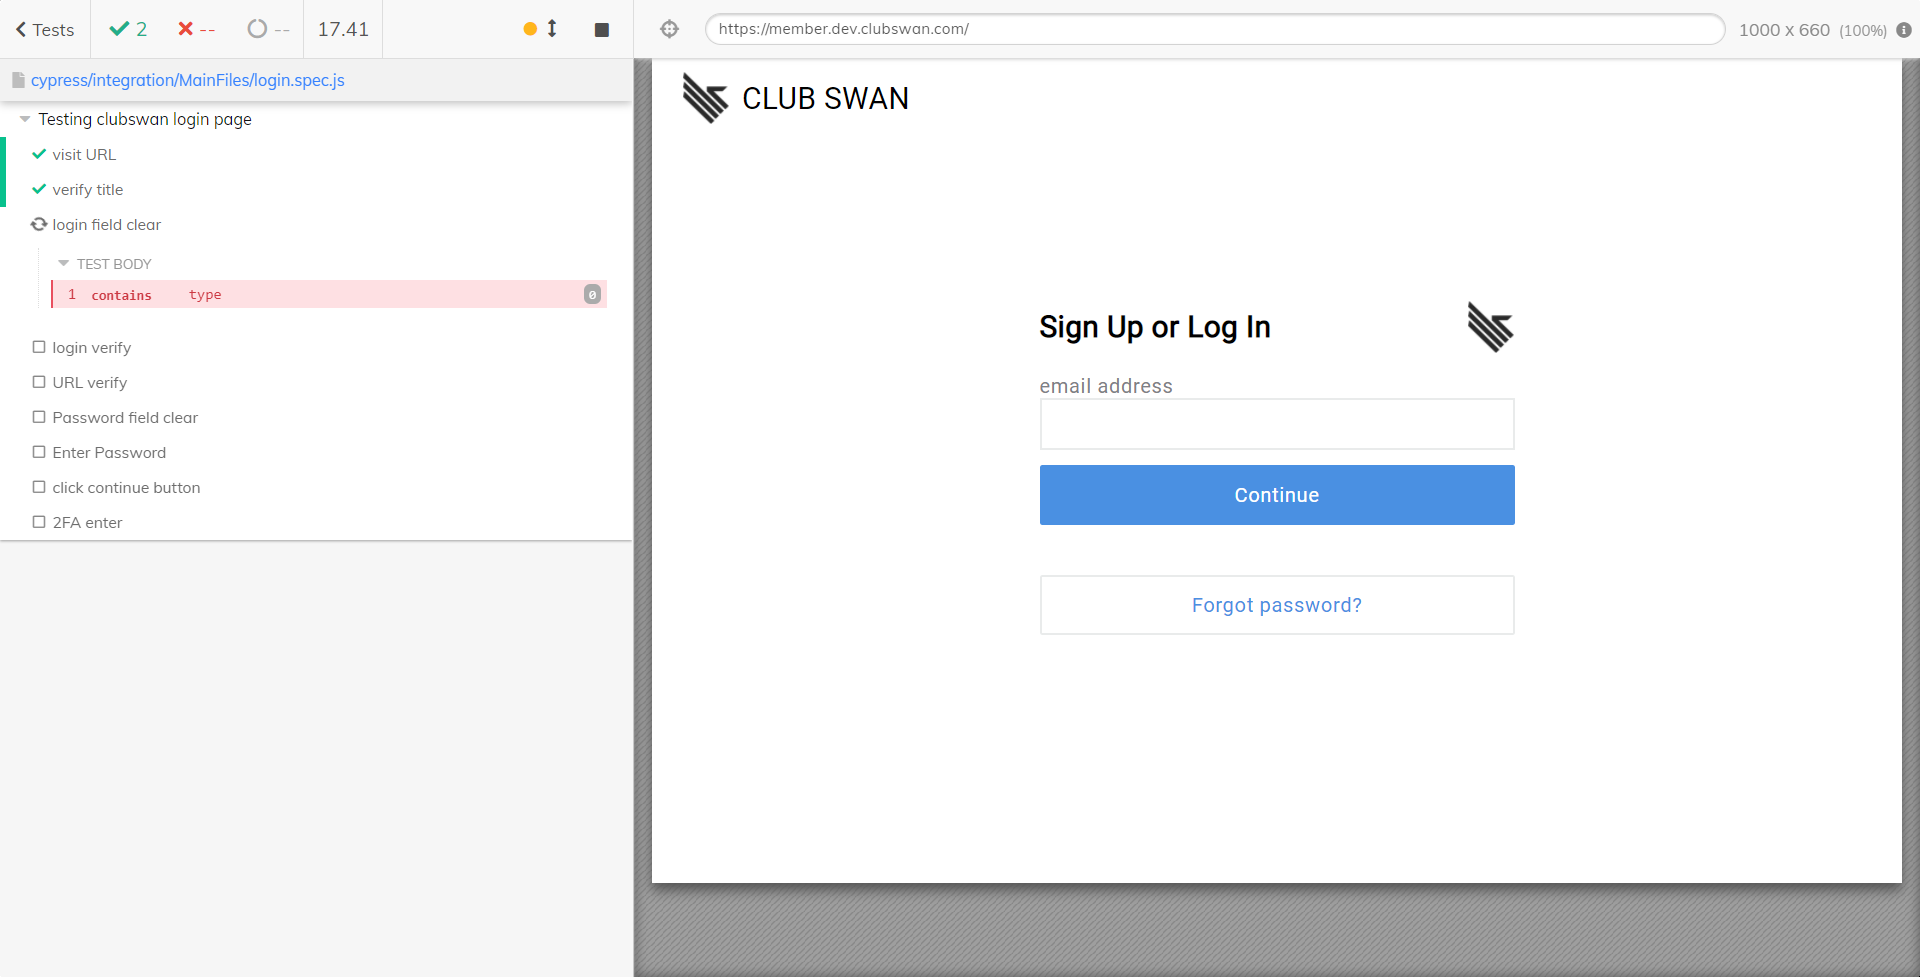 Tests
2
--
--
17.41
cypress/integration/MainFiles/login.spec.js
Testing clubswan login page
visit URL
verify title
login field clear
TEST BODY
1 contains type 0
login verify
URL verify
Password field clear
Enter Password
click continue button
2FA enter
https://member.dev.clubswan.com/
1000 x 660 (100%)
CLUB SWAN
Sign Up or Log In
email address
Continue
Forgot password?